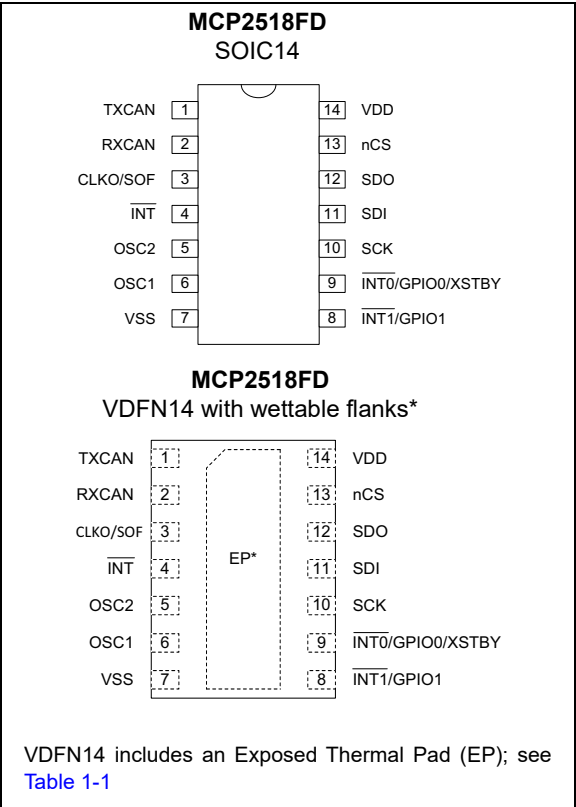 MCP2518FD
SOIC14
TXCAN 1 14 VDD
RXCAN 2 13 nCS
CLKO/SOF 3 12 SDO
INT 4 11 SDI
OSC2 5 10 SCK
OSC1 6 9 INT0/GPIO0/XSTBY
VSS 7 8 INT1/GPIO1
MCP2518FD
VDFN14 with wettable flanks*
TXCAN 1 14 VDD
RXCAN 2 13 nCS
CLKO/SOF 3 12 SDO
INT 4 EP* 11 SDI
OSC2 5 10 SCK
OSC1 6 9 INT0/GPIO0/XSTBY
VSS 7 8 INT1/GPIO1
VDFN14 includes an Exposed Thermal Pad (EP); see
Table 1-1